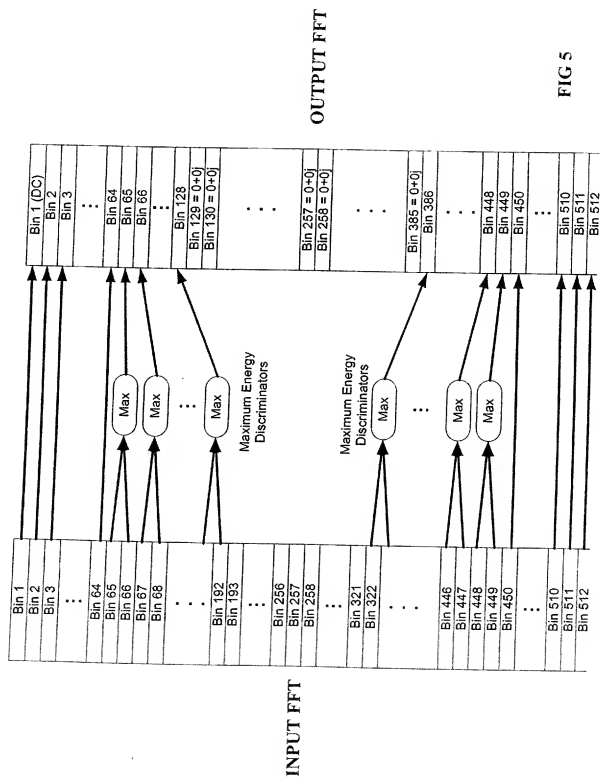 INPUT FFT
Bin 1
Bin 2
Bin 3
...
Bin 64
Bin 65
Bin 66
Bin 67
Bin 68
. . . .
Bin 192
Bin 193
...
Bin 256
Bin 257
Bin 258
...
Bin 321
Bin 322
. . . .
Bin 446
Bin 447
Bin 448
Bin 449
Bin 450
...
Bin 510
Bin 511
Bin 512
Max
Max
...
Max
Maximum Energy
Discriminators
Maximum Energy
Discriminators
Max
...
Max
Max
Bin 1 (DC)
Bin 2
Bin 3
...
Bin 64
Bin 65
Bin 66
...
Bin 128
Bin 129 = 0+0j
Bin 130 = 0+0j
. . .
Bin 257 = 0+0j
Bin 258 = 0+0j
. . .
Bin 385 = 0+0j
Bin 386
. . .
Bin 448
Bin 449
Bin 450
...
Bin 510
Bin 511
Bin 512
OUTPUT FFT
FIG 5